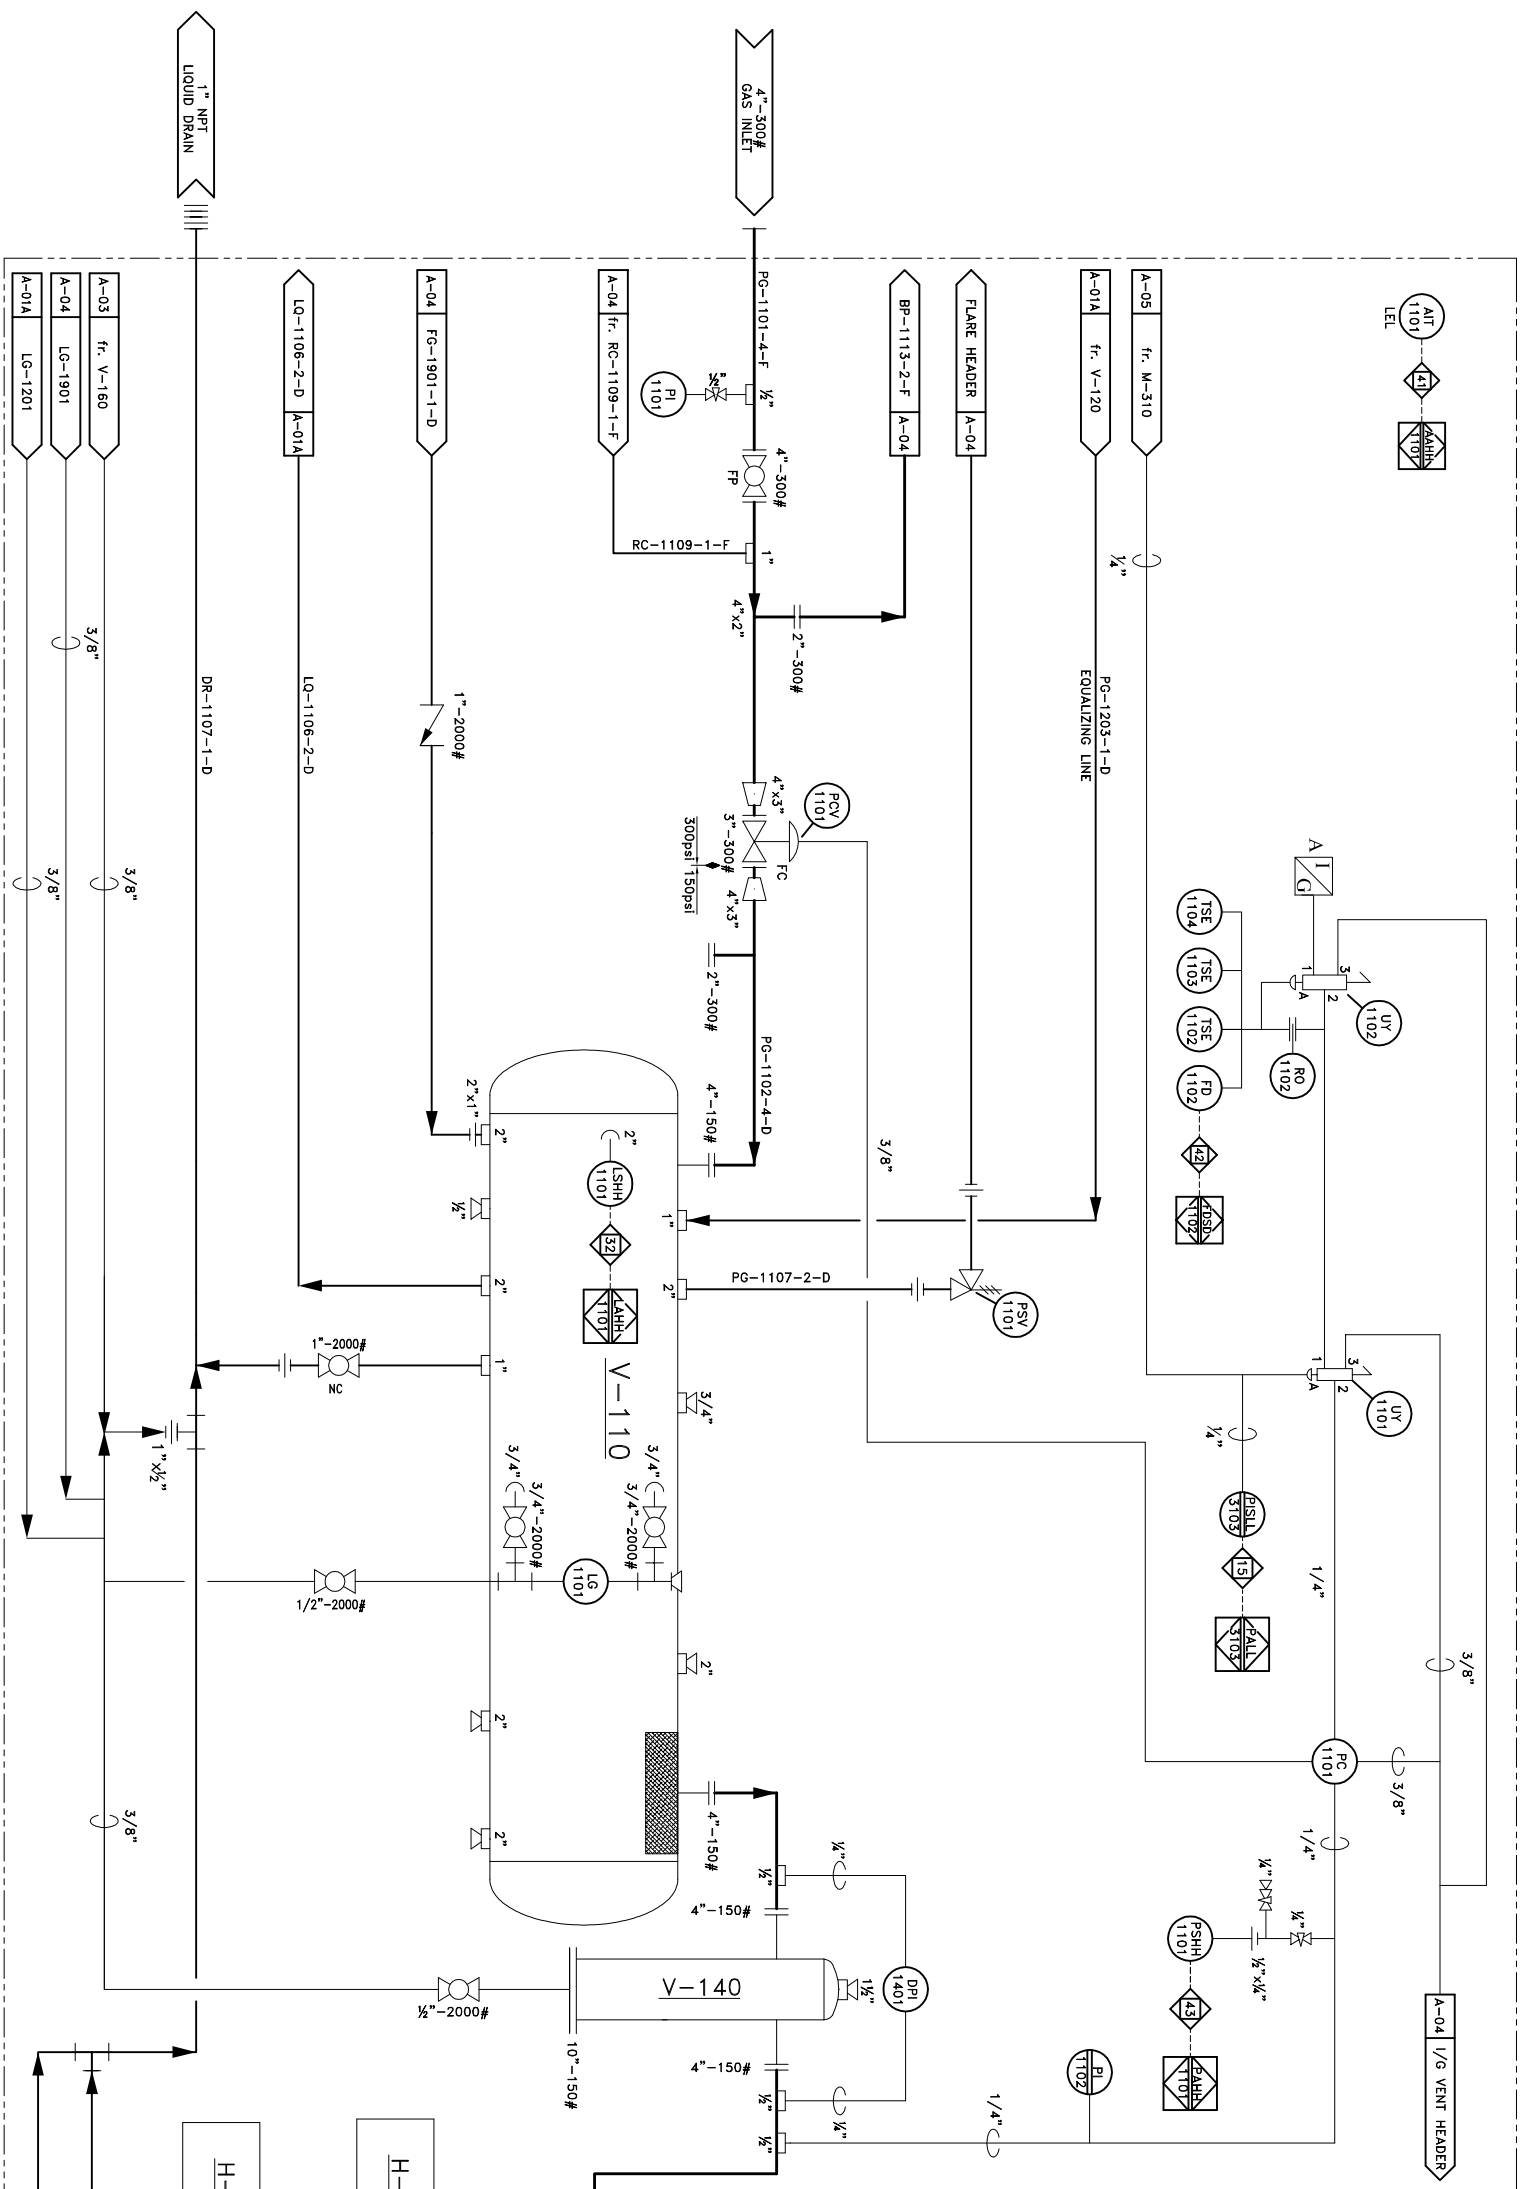 AIT
1101
LEL
41
AAHH
1101
A-05
fr. M-310
1/4"
A-01A
fr. V-120
PG-1203-1-D
EQUALIZING LINE
FLARE HEADER
A-04
BP-1113-2-F
A-04
4"-300#
GAS INLET
PG-1101-4-F
1/2"
1/2"
PI
1101
4"-300#
FP
A-04
fr. RC-1109-1-F
RC-1109-1-F
1"
4"x2"
2"-300#
4"x3"
PCV
1101
3"-300#
FC
300psi
150psi
4"x3"
2"-300#
PG-1102-4-D
4"-150#
3/8"
A-04
FG-1901-1-D
1"-2000#
2"x1"
LQ-1106-2-D
A-01A
LQ-1106-2-D
1" NPT
LIQUID DRAIN
DR-1107-1-D
A-03
fr. V-160
A-04
LG-1901
A-01A
LG-1201
3/8"
3/8"
3/8"
A
I
G
TSE
1104
TSE
1103
TSE
1102
FD
1102
42
FDSD
1102
RO
1102
UY
1102
1
2
3
A
UY
1101
1
2
3
A
1/4"
PISLL
3103
15
PALL
3103
1/4"
3/8"
PC
1101
3/8"
1/4"
1/4"
1/4"
1/2"x1/4"
PSHH
1101
43
PAHH
1101
PI
1102
1/4"
A-04
I/G VENT HEADER
PSV
1101
PG-1107-2-D
2"
1"
2"
LSHH
1101
32
LAHH
1101
V-110
2"
1/2"
2"
1"
1"-2000#
NC
3/4"
3/4"
3/4"-2000#
3/4"
3/4"-2000#
LG
1101
1/2"-2000#
1"x1/2"
2"
2"
2"
4"-150#
1/2"
1/4"
4"-150#
V-140
1 1/2"
DPI
1401
10"-150#
1/2"-2000#
3/8"
4"-150#
1/2"
1/4"
1/2"
H-
H-